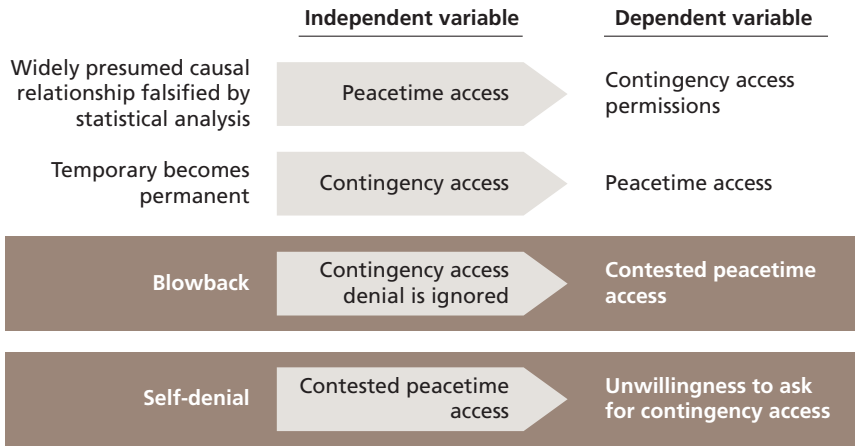 Independent variable
Dependent variable
Widely presumed causal
relationship falsified by
statistical analysis
Peacetime access
Contingency access
permissions
Temporary becomes
permanent
Contingency access
Peacetime access
Blowback
Contingency access
denial is ignored
Contested peacetime
access
Self-denial
Contested peacetime
access
Unwillingness to ask
for contingency access